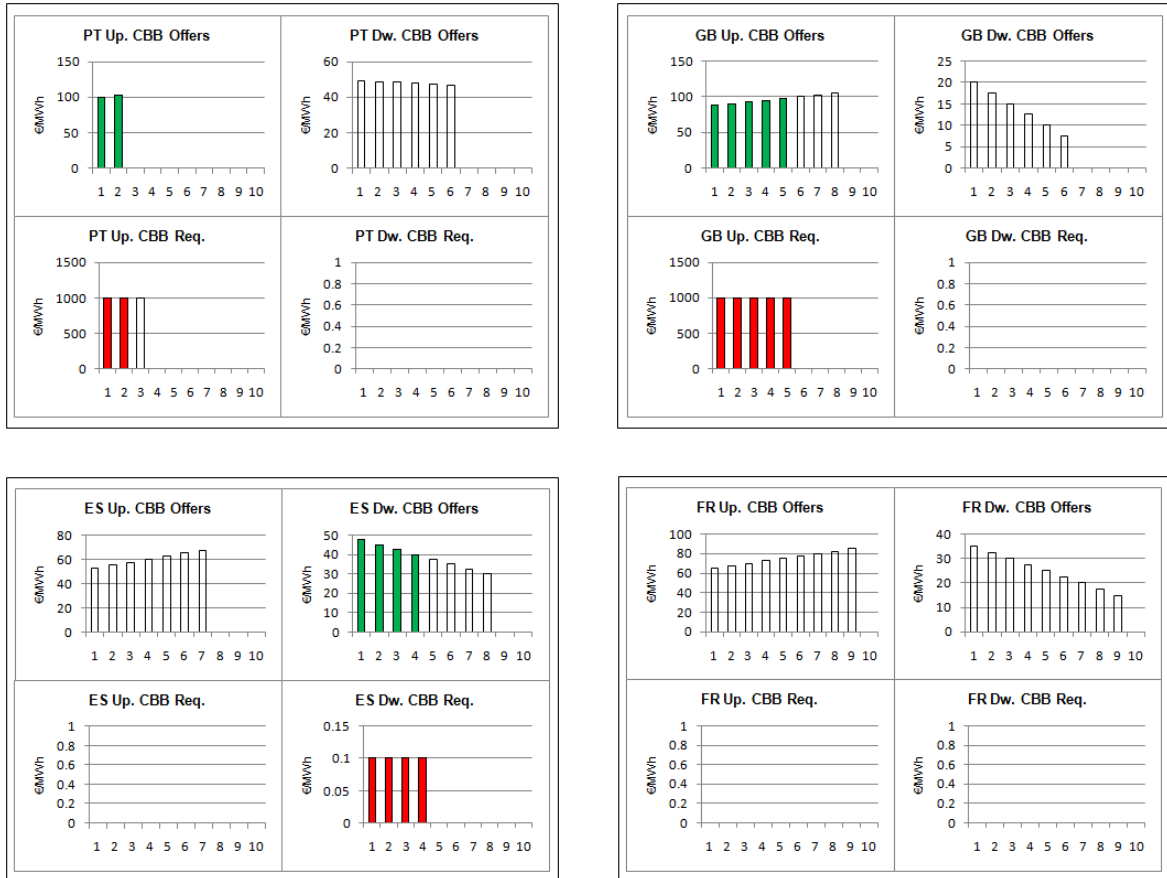 PT Up. CBB Offers
€/MWh
150
100
50
0
1 2 3 4 5 6 7 8 9 10
PT Dw. CBB Offers
€/MWh
60
40
20
0
1 2 3 4 5 6 7 8 9 10
PT Up. CBB Req.
€/MWh
1500
1000
500
0
1 2 3 4 5 6 7 8 9 10
PT Dw. CBB Req.
€/MWh
1
0.8
0.6
0.4
0.2
0
1 2 3 4 5 6 7 8 9 10
GB Up. CBB Offers
€/MWh
150
100
50
0
1 2 3 4 5 6 7 8 9 10
GB Dw. CBB Offers
€/MWh
25
20
15
10
5
0
1 2 3 4 5 6 7 8 9 10
GB Up. CBB Req.
€/MWh
1500
1000
500
0
1 2 3 4 5 6 7 8 9 10
GB Dw. CBB Req.
€/MWh
1
0.8
0.6
0.4
0.2
0
1 2 3 4 5 6 7 8 9 10
ES Up. CBB Offers
€/MWh
80
60
40
20
0
1 2 3 4 5 6 7 8 9 10
ES Dw. CBB Offers
€/MWh
50
40
30
20
10
0
1 2 3 4 5 6 7 8 9 10
ES Up. CBB Req.
€/MWh
1
0.8
0.6
0.4
0.2
0
1 2 3 4 5 6 7 8 9 10
ES Dw. CBB Req.
€/MWh
0.15
0.1
0.05
0
1 2 3 4 5 6 7 8 9 10
FR Up. CBB Offers
€/MWh
100
80
60
40
20
0
1 2 3 4 5 6 7 8 9 10
FR Dw. CBB Offers
€/MWh
40
30
20
10
0
1 2 3 4 5 6 7 8 9 10
FR Up. CBB Req.
€/MWh
1
0.8
0.6
0.4
0.2
0
1 2 3 4 5 6 7 8 9 10
FR Dw. CBB Req.
€/MWh
1
0.8
0.6
0.4
0.2
0
1 2 3 4 5 6 7 8 9 10